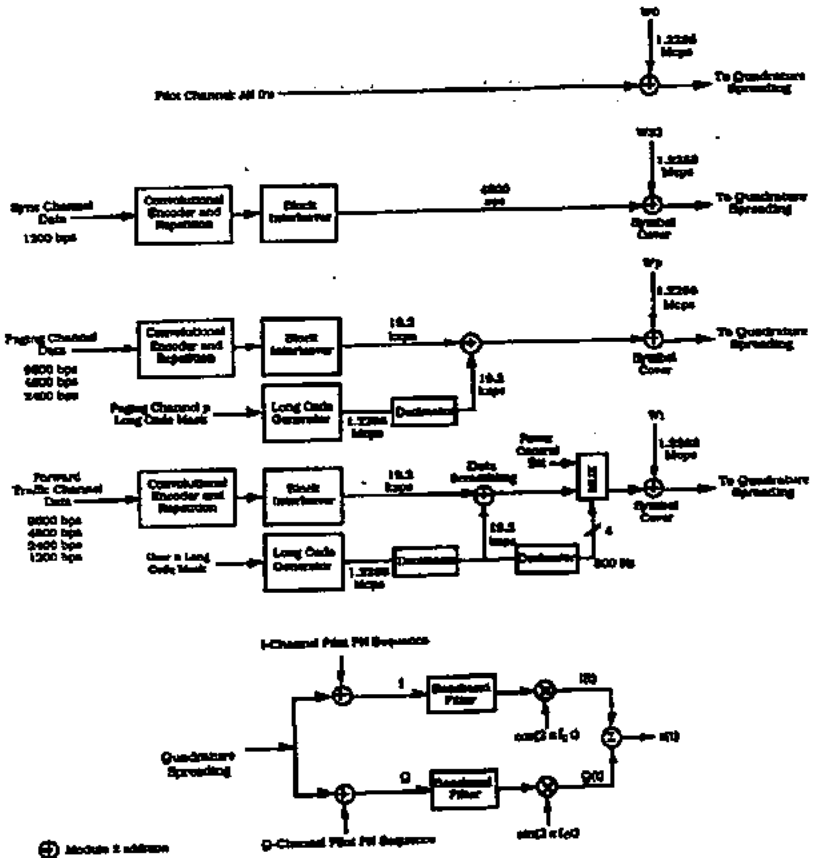 W0
1.2288
Mcps
Pilot Channel: All 0's
To Quadrature
Spreading
W32
1.2288
Mcps
Sync Channel
Data
1200 bps
Convolutional
Encoder and
Repetition
Block
Interleaver
4800
sps
Symbol
Cover
To Quadrature
Spreading
Wp
1.2288
Mcps
Paging Channel
Data
9600 bps
4800 bps
2400 bps
Convolutional
Encoder and
Repetition
Block
Interleaver
19.2
ksps
Symbol
Cover
To Quadrature
Spreading
Paging Channel p
Long Code Mask
Long Code
Generator
1.2288
Mcps
Decimator
19.2
ksps
Forward
Traffic Channel
Data
9600 bps
4800 bps
2400 bps
1200 bps
Convolutional
Encoder and
Repetition
Block
Interleaver
19.2
ksps
Data
Scrambling
Power
Control
Bit
MUX
1.2288
Mcps
Symbol
Cover
To Quadrature
Spreading
User n Long
Code Mask
Long Code
Generator
1.2288
Mcps
Decimator
19.2
ksps
Decimator
4
800 Hz
I-Channel Pilot PN Sequence
I
Baseband
Filter
cos(2 π fc t)
I(t)
Quadrature
Spreading
Σ
s(t)
Q
Baseband
Filter
sin(2 π fc t)
Q(t)
Q-Channel Pilot PN Sequence
⊕ Modulo 2 addition